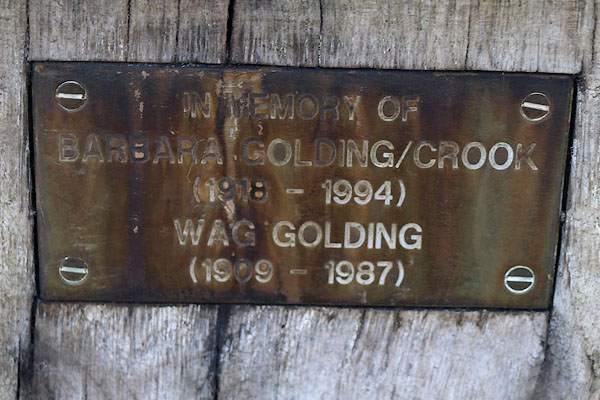 IN MEMORY OF
BARBARA GOLDING/CROOK
(1918 - 1994)
WAG GOLDING
(1909 - 1987)